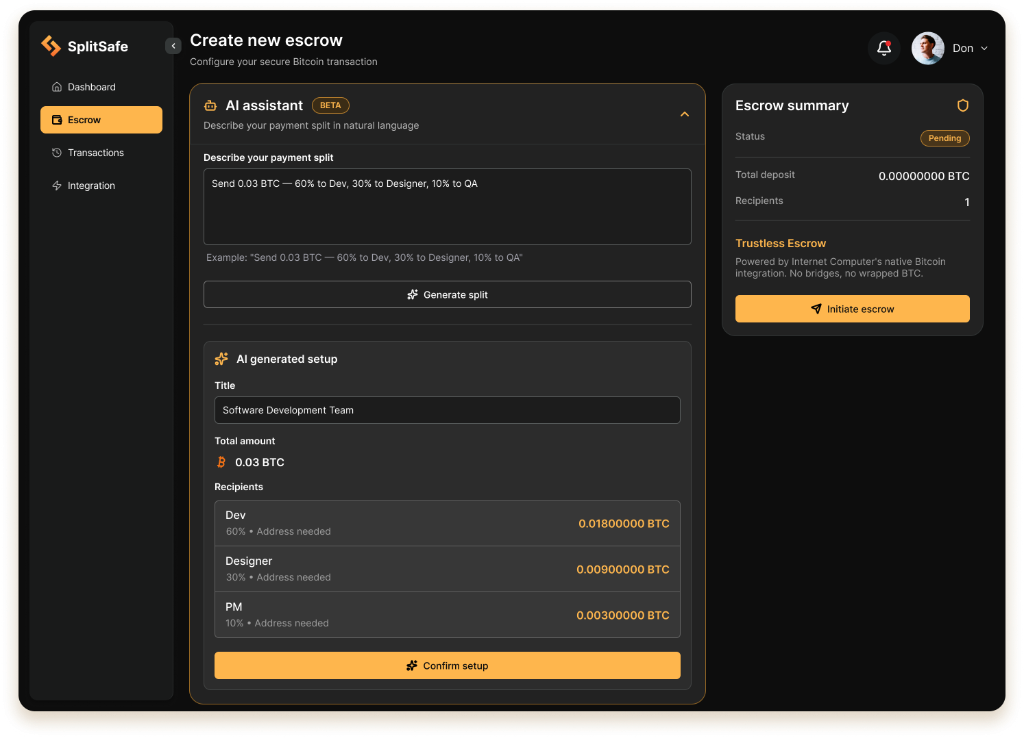 SplitSafe
Dashboard
Escrow
Transactions
Integration
Create new escrow
Configure your secure Bitcoin transaction
Don
AI assistant
BETA
Describe your payment split in natural language
Describe your payment split
Send 0.03 BTC — 60% to Dev, 30% to Designer, 10% to QA
Example: "Send 0.03 BTC — 60% to Dev, 30% to Designer, 10% to QA"
Generate split
AI generated setup
Title
Software Development Team
Total amount
0.03 BTC
Recipients
Dev
60% • Address needed
0.01800000 BTC
Designer
30% • Address needed
0.00900000 BTC
PM
10% • Address needed
0.00300000 BTC
Confirm setup
Escrow summary
Status
Pending
Total deposit
0.00000000 BTC
Recipients
1
Trustless Escrow
Powered by Internet Computer's native Bitcoin
integration. No bridges, no wrapped BTC.
Initiate escrow